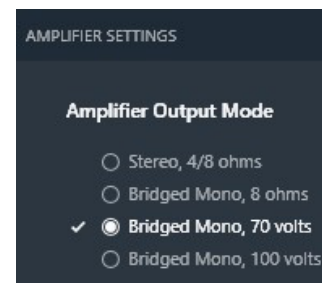 AMPLIFIER SETTINGS
Amplifier Output Mode
Stereo, 4/8 ohms
Bridged Mono, 8 ohms
Bridged Mono, 70 volts
Bridged Mono, 100 volts